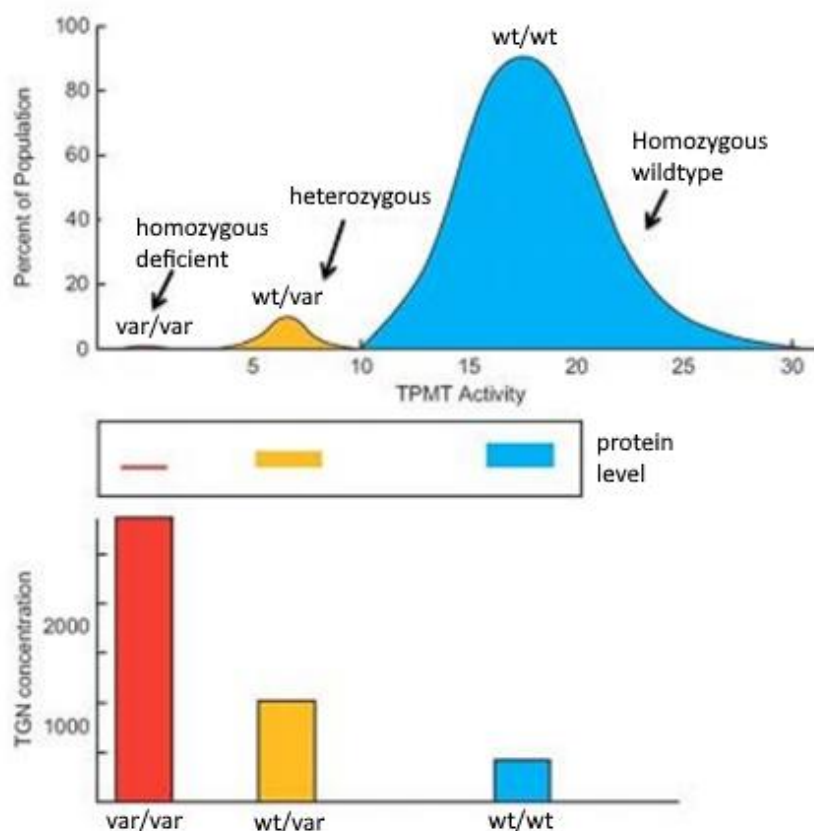 100
80
60
40
20
0
Percent of Population
wt/wt
Homozygous
wildtype
heterozygous
homozygous
deficient
wt/var
var/var
5
10
15
20
25
30
TPMT Activity
protein
level
TGN concentration
2000
1000
var/var
wt/var
wt/wt